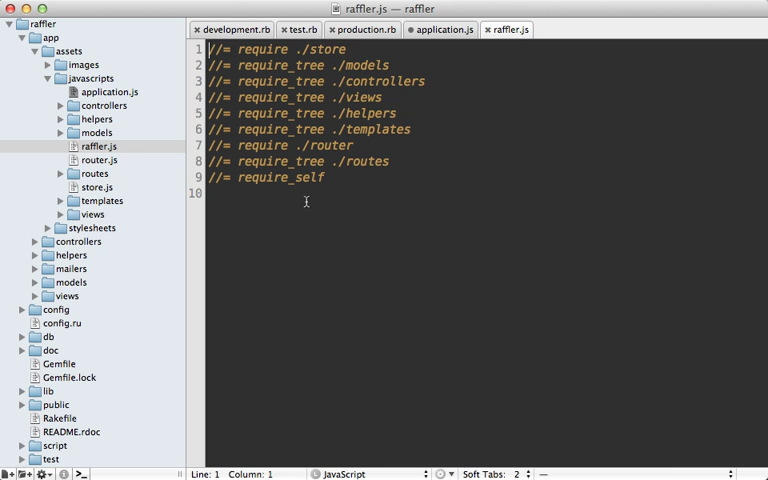 raffler.js — raffler
raffler
app
assets
images
javascripts
application.js
controllers
helpers
models
raffler.js
router.js
routes
store.js
templates
views
stylesheets
controllers
helpers
mailers
models
views
config
config.ru
db
doc
Gemfile
Gemfile.lock
lib
public
Rakefile
README.rdoc
script
test
development.rb test.rb production.rb application.js raffler.js
1 //= require ./store
2 //= require_tree ./models
3 //= require_tree ./controllers
4 //= require_tree ./views
5 //= require_tree ./helpers
6 //= require_tree ./templates
7 //= require ./router
8 //= require_tree ./routes
9 //= require_self
10
Line: 1 Column: 1 L JavaScript Soft Tabs: 2 —